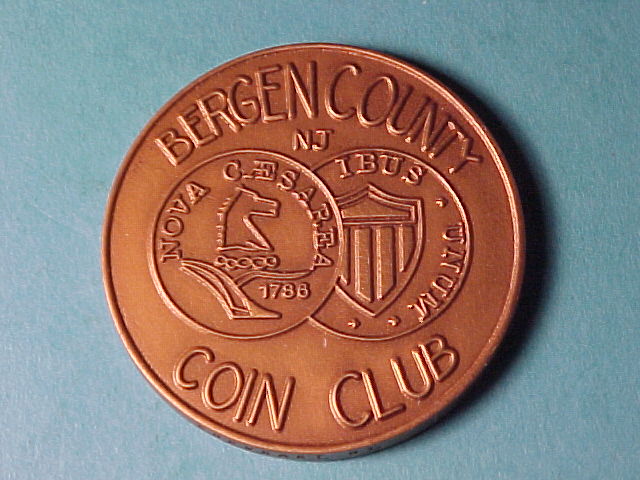 BERGEN COUNTY
NJ
NOVA CÆSAREA
1786
IBUS
UNUM
COIN CLUB